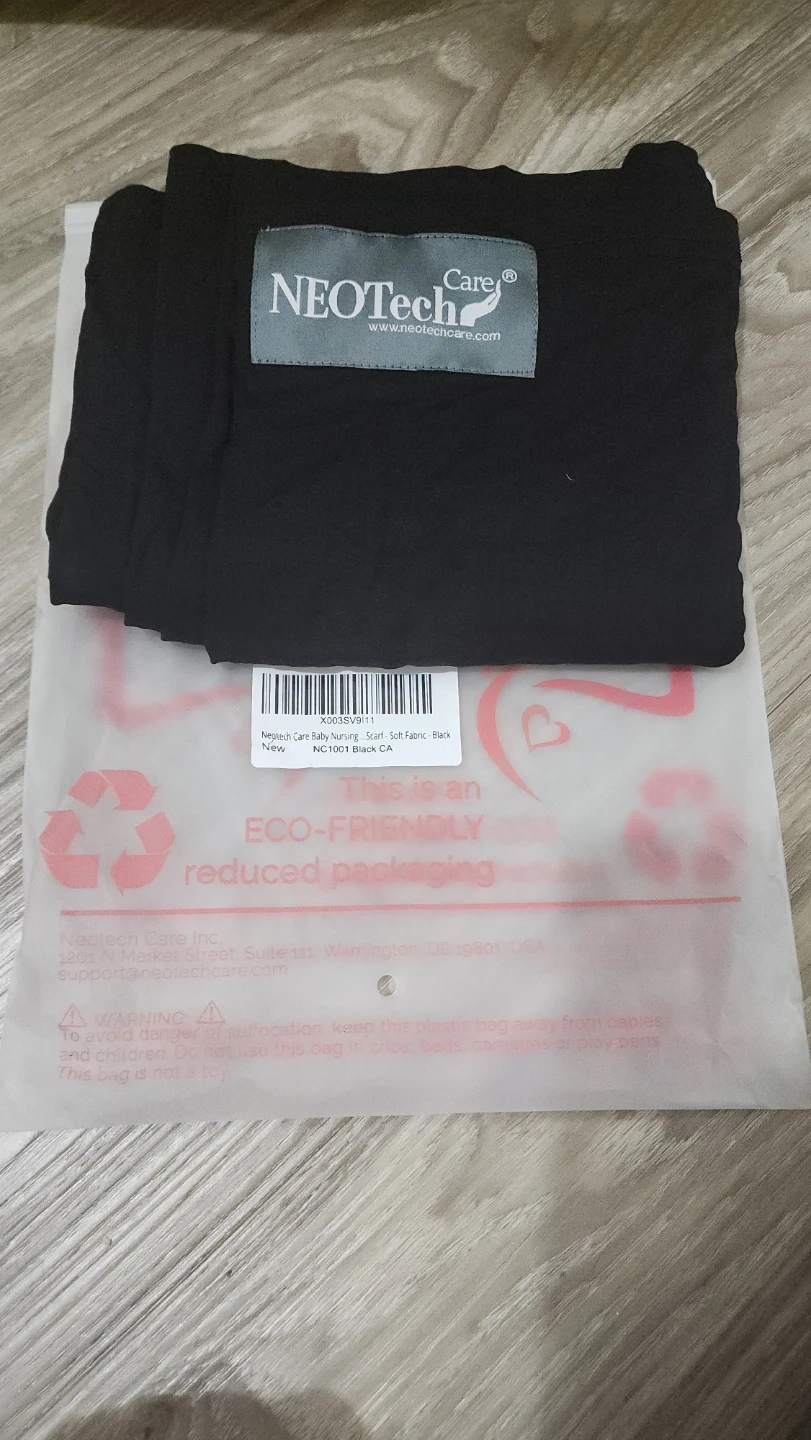 NEOTech Care®
www.neotechcare.com
X003SV9I11
Neotech Care Baby Nursing ...Scarf - Soft Fabric - Black
New NC1001 Black CA
This is an
ECO-FRIENDLY
reduced packaging
Neotech Care Inc.
1201 N Market Street, Suite 111, Wilmington, DE 19801, USA
support@neotechcare.com
WARNING:
To avoid danger of suffocation, keep this plastic bag away from babies
and children. Do not use this bag in cribs, beds, carriages or play pens.
This bag is not a toy.